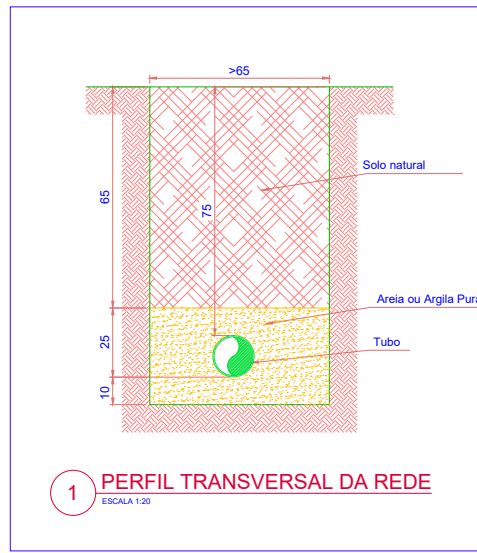 >65
Solo natural
65
75
Areia ou Argila Pura
25
Tubo
10
1
PERFIL TRANSVERSAL DA REDE
ESCALA 1:20